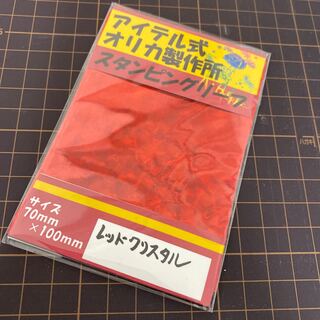 アイテル式
オリカ製作所
スタンピングリーフ
サイズ
70mm
×100mm
レッドクリスタル